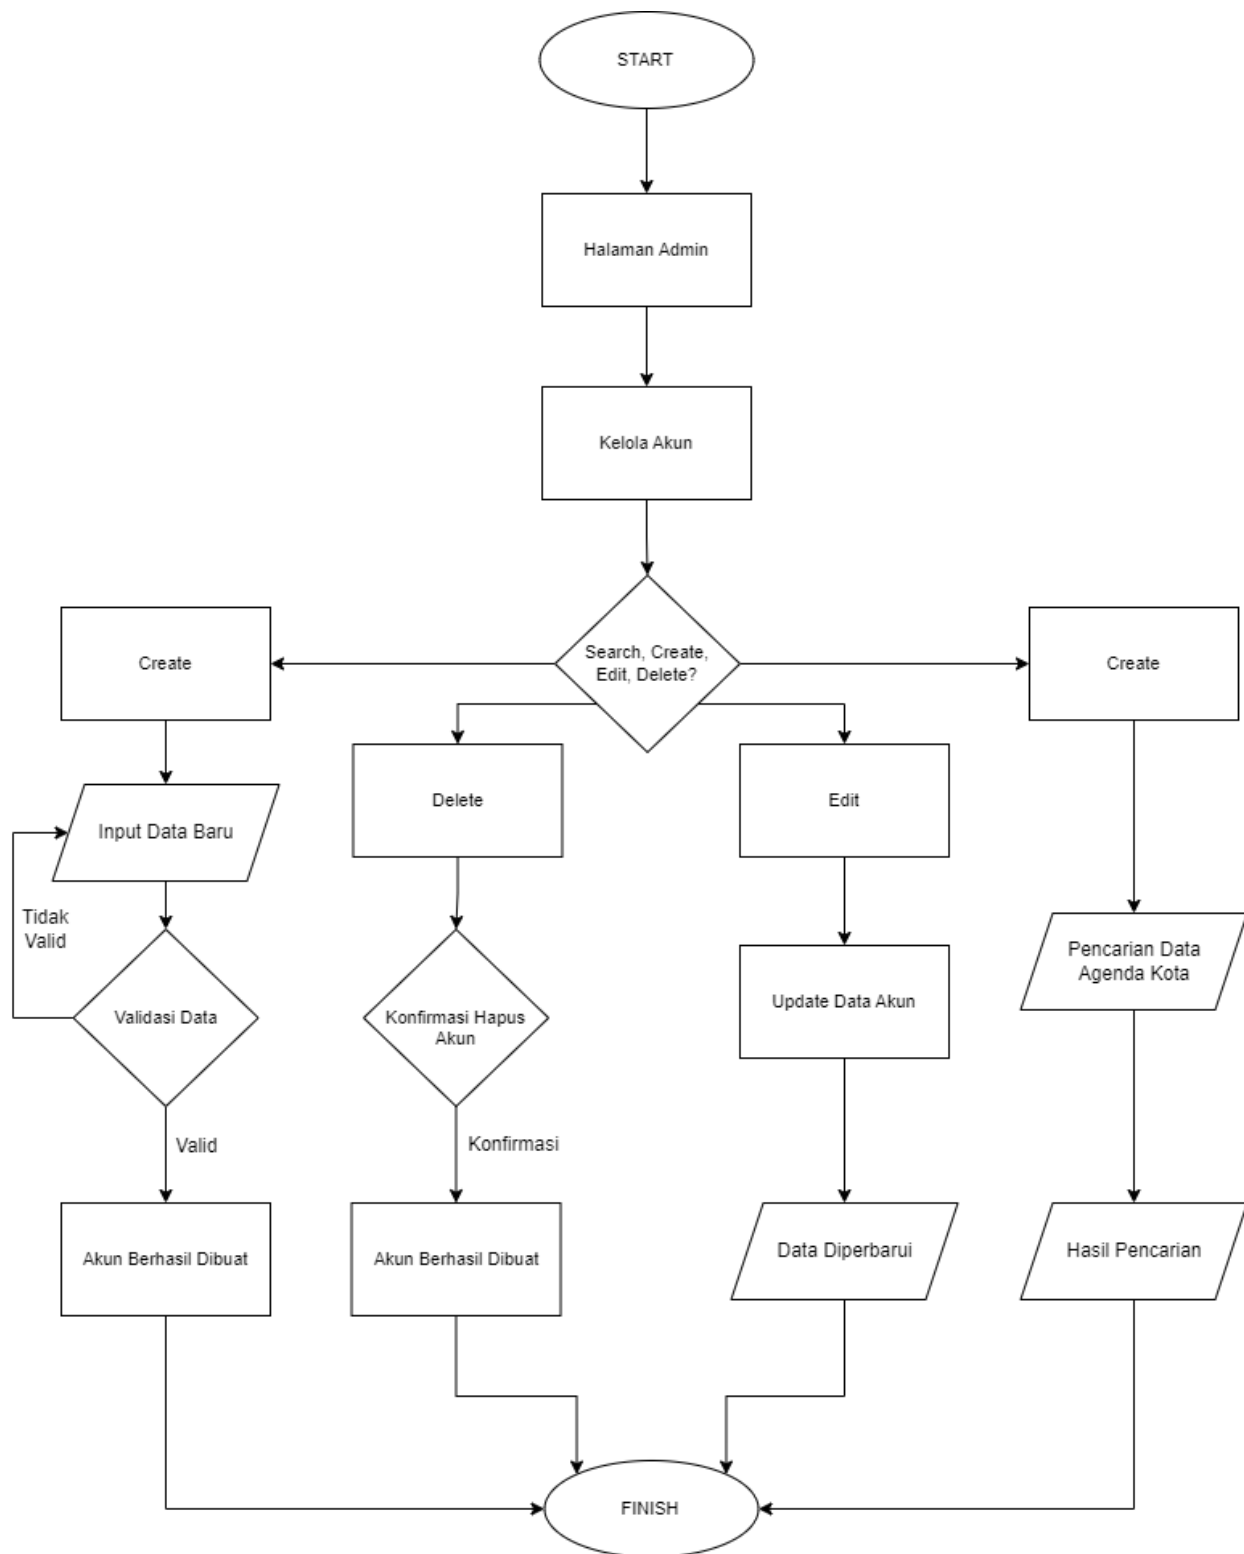 START
Halaman Admin
Kelola Akun
Search, Create,
Edit, Delete?
Create
Create
Delete
Edit
Input Data Baru
Tidak
Valid
Pencarian Data
Agenda Kota
Validasi Data
Konfirmasi Hapus
Akun
Update Data Akun
Valid
Konfirmasi
Akun Berhasil Dibuat
Akun Berhasil Dibuat
Data Diperbarui
Hasil Pencarian
FINISH